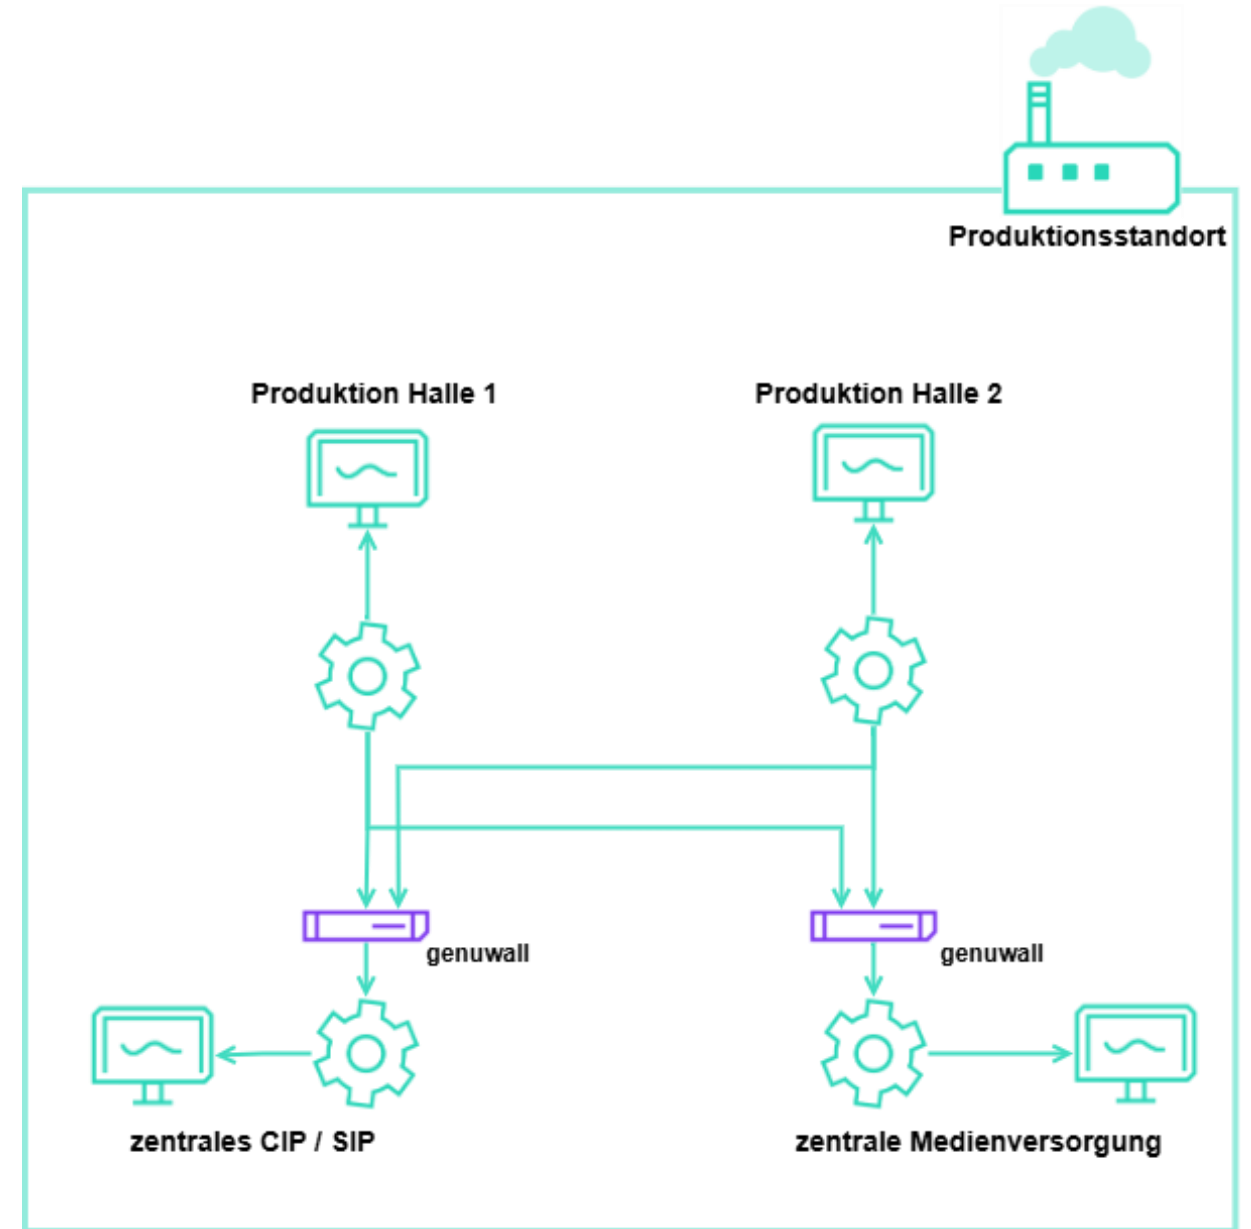 Produktionsstandort
Produktion Halle 1
Produktion Halle 2
genuwall
genuwall
zentrales CIP / SIP
zentrale Medienversorgung